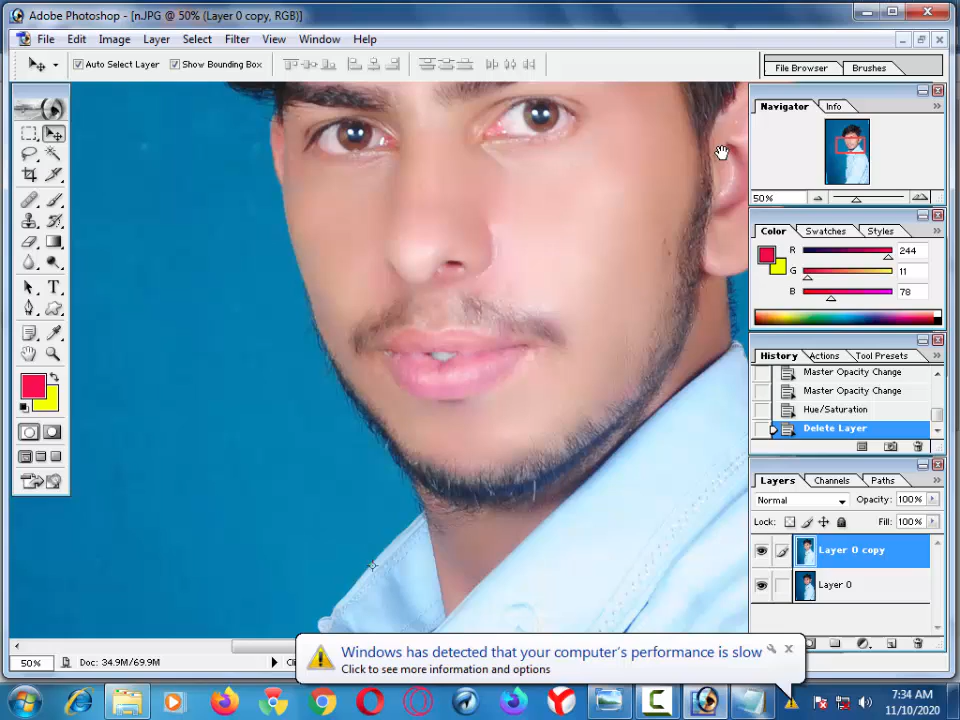 Adobe Photoshop - [n.JPG @ 50% (Layer 0 copy, RGB)]
File Edit Image Layer Select Filter View Window Help
Auto Select Layer Show Bounding Box
File Browser Brushes
Navigator Info
50%
Color Swatches Styles
R 244
G 11
B 78
History Actions Tool Presets
Master Opacity Change
Master Opacity Change
Hue/Saturation
Delete Layer
Layers Channels Paths
Normal Opacity: 100%
Lock: Fill: 100%
Layer 0 copy
Layer 0
50% Doc: 34.9M/69.9M
Windows has detected that your computer's performance is slow
Click to see more information and options
7:34 AM
11/10/2020